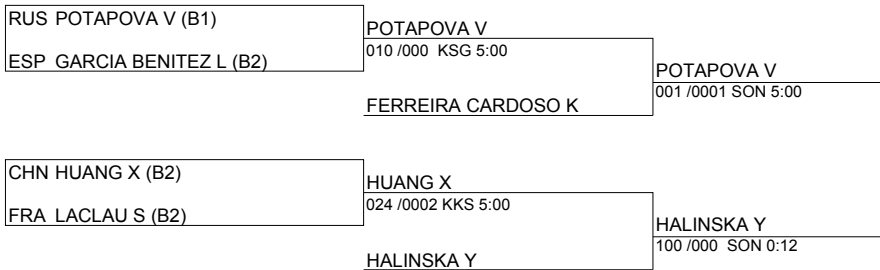 RUS POTAPOVA V (B1)
ESP GARCIA BENITEZ L (B2)
POTAPOVA V
010 /000 KSG 5:00
FERREIRA CARDOSO K
POTAPOVA V
001 /0001 SON 5:00
CHN HUANG X (B2)
FRA LACLAU S (B2)
HUANG X
024 /0002 KKS 5:00
HALINSKA Y
HALINSKA Y
100 /000 SON 0:12